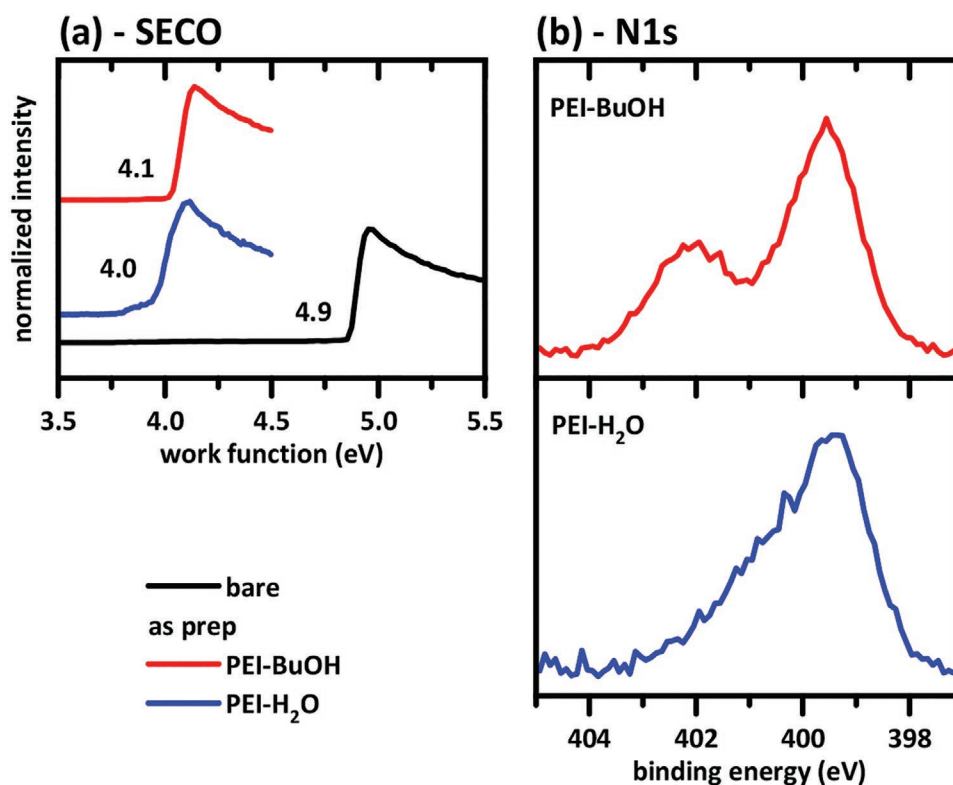 (a) - SECO
normalized intensity
4.1
4.0
4.9
3.5 4.0 4.5 5.0 5.5
work function (eV)
bare
as prep
PEI-BuOH
PEI-H₂O
(b) - N1s
PEI-BuOH
PEI-H₂O
404 402 400 398
binding energy (eV)